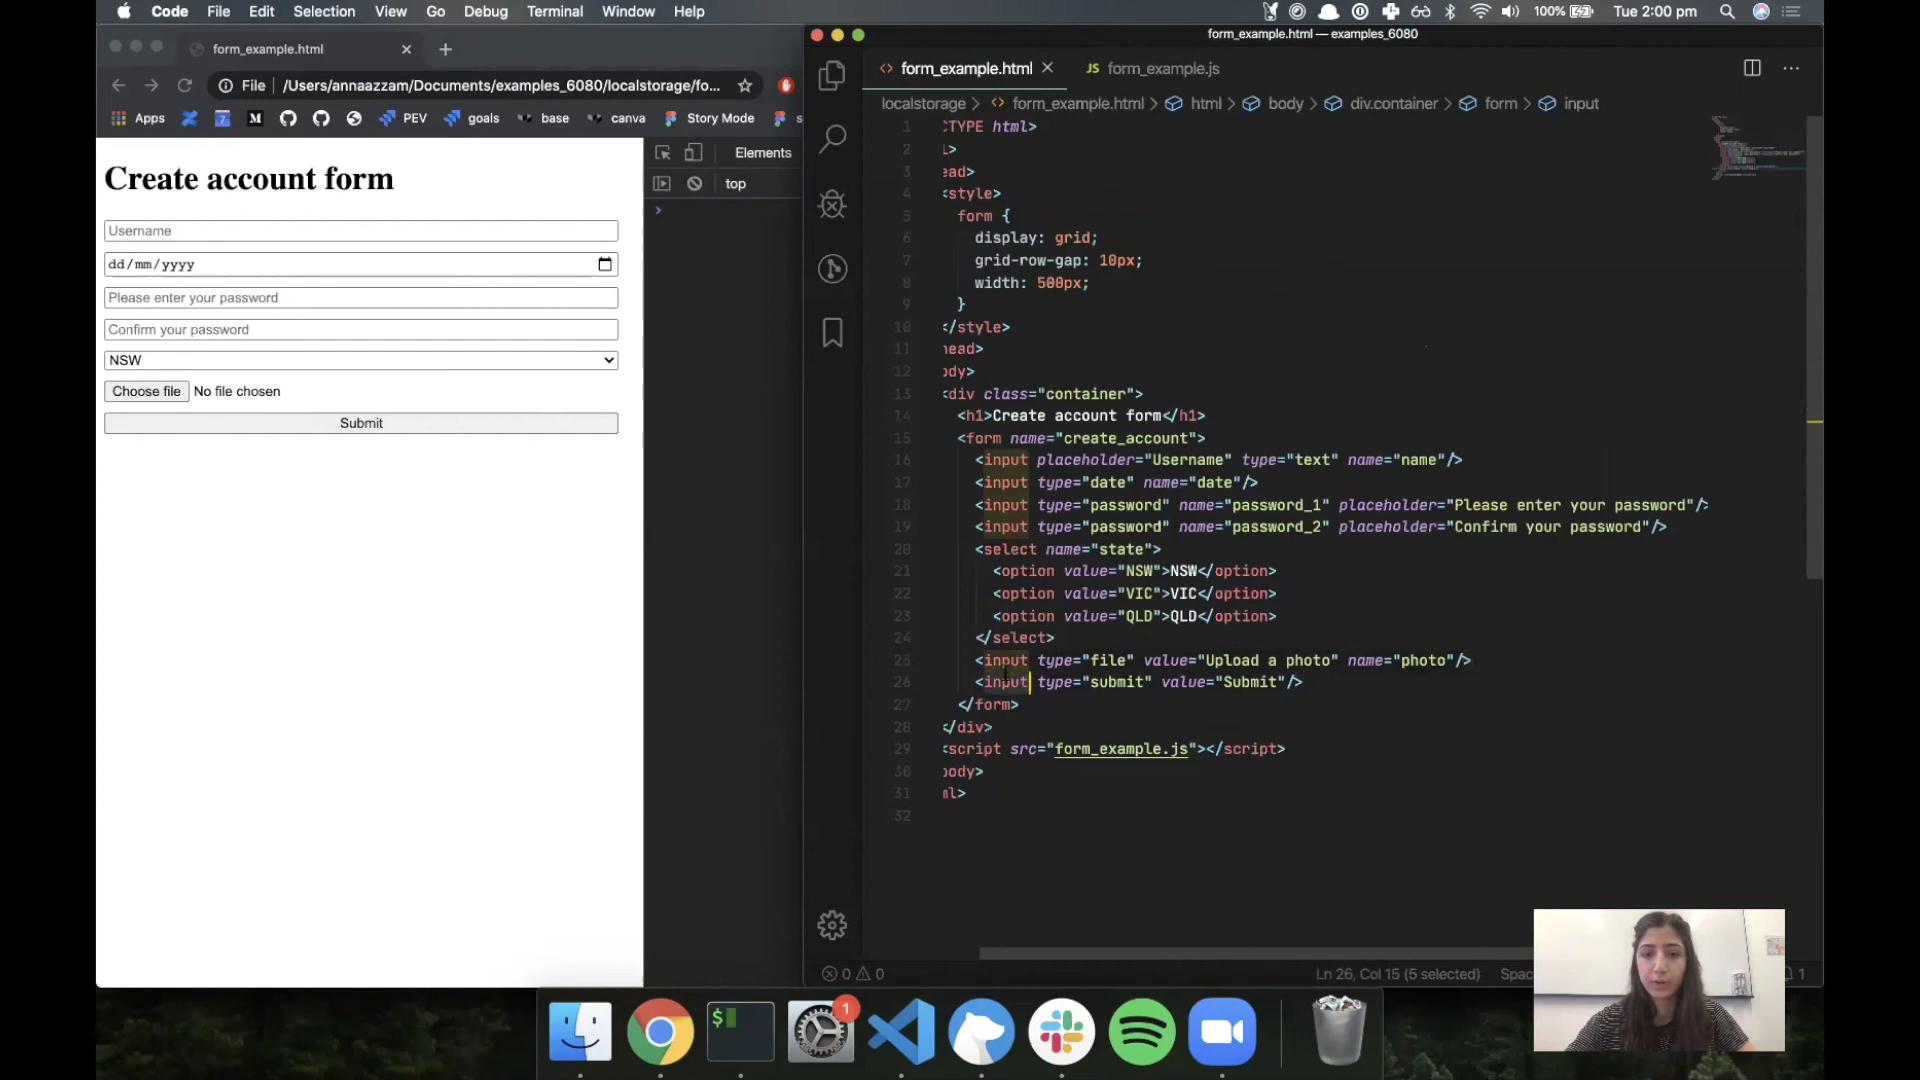 Code File Edit Selection View Go Debug Terminal Window Help 100% Tue 2:00 pm
form_example.html
File /Users/annaazzam/Documents/examples_6080/localstorage/fo...
Apps 7 M PEV goals base canva Story Mode s
Create account form
Username
dd/mm/yyyy
Please enter your password
Confirm your password
NSW
Choose file No file chosen
Submit
Elements
top
form_example.html — examples_6080
form_example.html JS form_example.js
localstorage > form_example.html > html > body > div.container > form > input
1 CTYPE html>
2 L>
3 ead>
4 <style>
5 form {
6 display: grid;
7 grid-row-gap: 10px;
8 width: 500px;
9 }
10 </style>
11 head>
12 ody>
13 <div class="container">
14 <h1>Create account form</h1>
15 <form name="create_account">
16 <input placeholder="Username" type="text" name="name"/>
17 <input type="date" name="date"/>
18 <input type="password" name="password_1" placeholder="Please enter your password"/>
19 <input type="password" name="password_2" placeholder="Confirm your password"/>
20 <select name="state">
21 <option value="NSW">NSW</option>
22 <option value="VIC">VIC</option>
23 <option value="QLD">QLD</option>
24 </select>
25 <input type="file" value="Upload a photo" name="photo"/>
26 <input type="submit" value="Submit"/>
27 </form>
28 </div>
29 <script src="form_example.js"></script>
30 body>
31 ml>
32
0 0 Ln 26, Col 15 (5 selected) Spac 1
$ 1